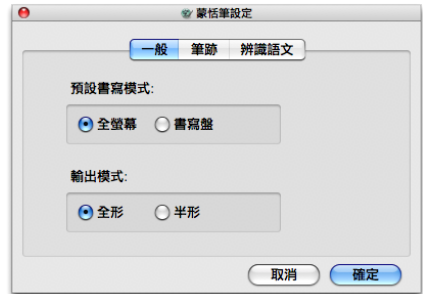 蒙恬筆設定
一般 筆跡 辨識語文
預設書寫模式:
全螢幕 書寫盤
輸出模式:
全形 半形
取消 確定